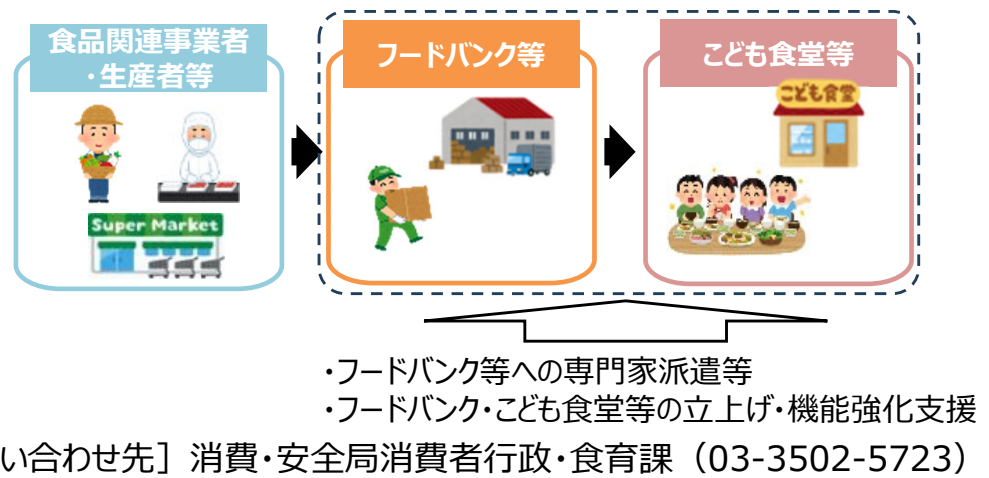 食品関連事業者
・生産者等
フードバンク等
こども食堂等
こども食堂
Super Market
・フードバンク等への専門家派遣等
・フードバンク・こども食堂等の立上げ・機能強化支援
い合わせ先］消費・安全局消費者行政・食育課（03-3502-5723）